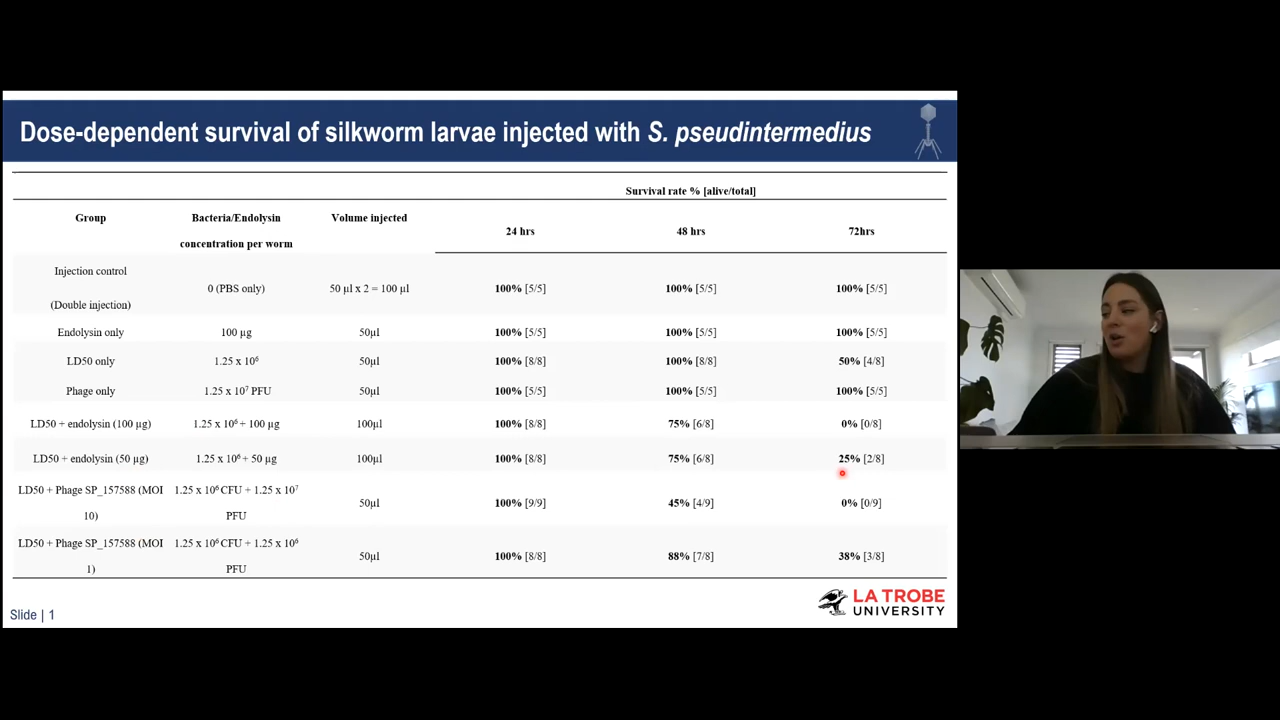 Dose-dependent survival of silkworm larvae injected with S. pseudintermedius
Survival rate % [alive/total]
Group
Bacteria/Endolysin
concentration per worm
Volume injected
24 hrs
48 hrs
72hrs
Injection control
(Double injection)
0 (PBS only)
50 µl x 2 = 100 µl
100% [5/5]
100% [5/5]
100% [5/5]
Endolysin only
100 µg
50µl
100% [5/5]
100% [5/5]
100% [5/5]
LD50 only
1.25 x 10⁶
50µl
100% [8/8]
100% [8/8]
50% [4/8]
Phage only
1.25 x 10⁷ PFU
50µl
100% [5/5]
100% [5/5]
100% [5/5]
LD50 + endolysin (100 µg)
1.25 x 10⁶ + 100 µg
100µl
100% [8/8]
75% [6/8]
0% [0/8]
LD50 + endolysin (50 µg)
1.25 x 10⁶ + 50 µg
100µl
100% [8/8]
75% [6/8]
25% [2/8]
LD50 + Phage SP_157588 (MOI
10)
1.25 x 10⁶ CFU + 1.25 x 10⁷
PFU
50µl
100% [9/9]
45% [4/9]
0% [0/9]
LD50 + Phage SP_157588 (MOI
1)
1.25 x 10⁶ CFU + 1.25 x 10⁶
PFU
50µl
100% [8/8]
88% [7/8]
38% [3/8]
Slide | 1
LA TROBE
UNIVERSITY